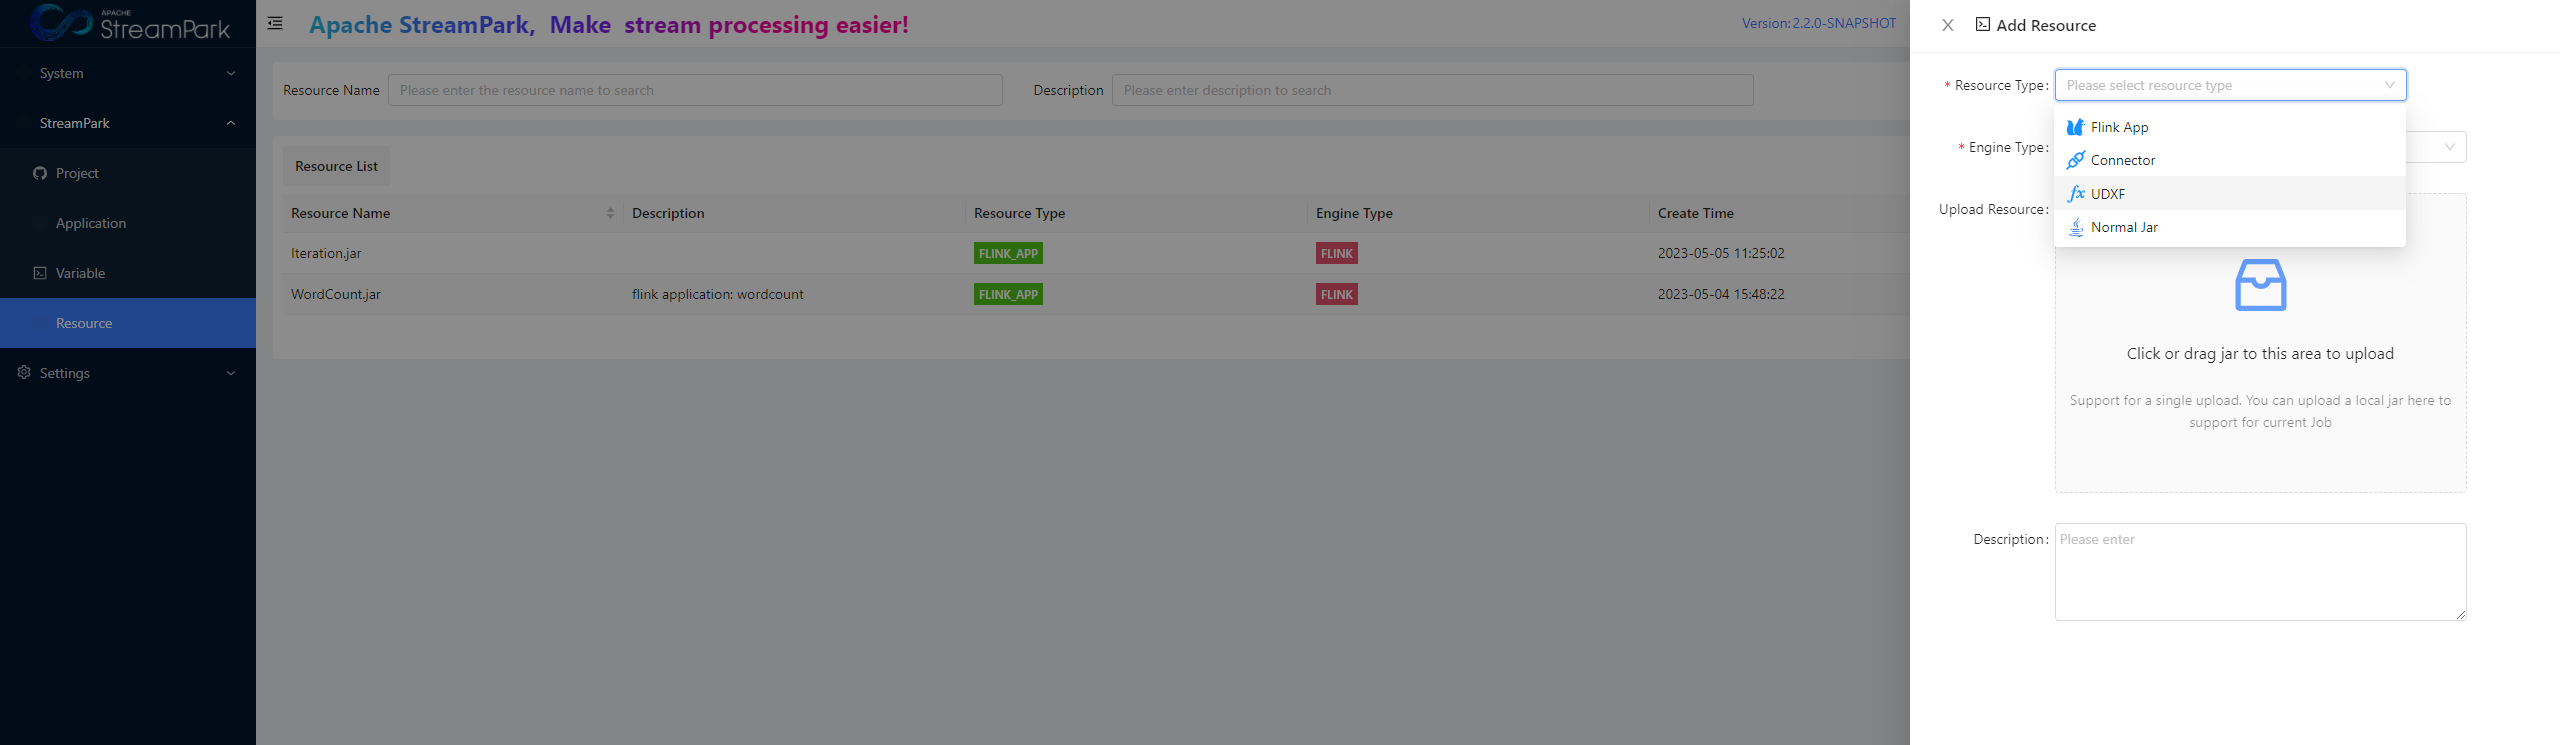 APACHE
StreamPark
System
StreamPark
Project
Application
Variable
Resource
Settings
Apache StreamPark, Make stream processing easier!
Version: 2.2.0-SNAPSHOT
Resource Name Please enter the resource name to search Description Please enter description to search
Resource List
Resource Name Description Resource Type Engine Type Create Time
Iteration.jar FLINK_APP FLINK 2023-05-05 11:25:02
WordCount.jar flink application: wordcount FLINK_APP FLINK 2023-05-04 15:48:22
Add Resource
* Resource Type: Please select resource type
Flink App
Connector
fx UDXF
Normal Jar
* Engine Type:
Upload Resource:
Click or drag jar to this area to upload
Support for a single upload. You can upload a local jar here to
support for current Job
Description: Please enter